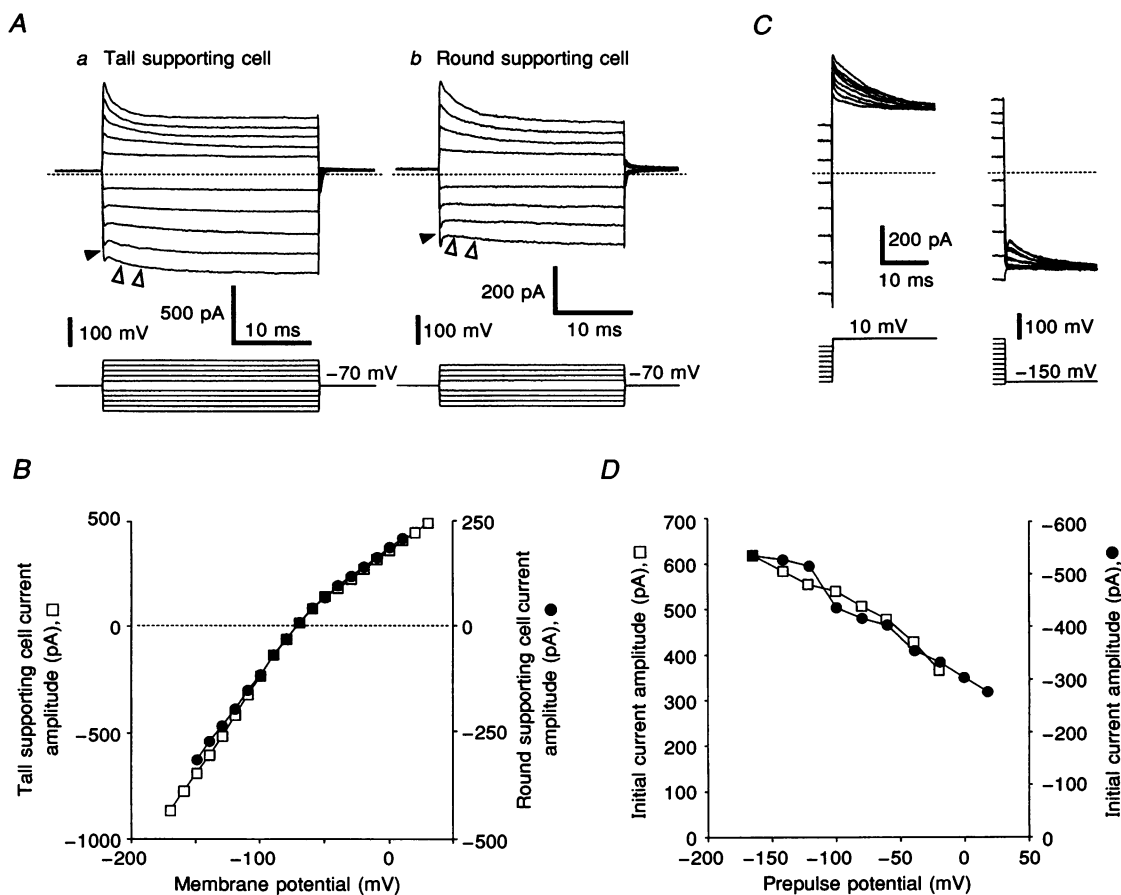 A
a Tall supporting cell
b Round supporting cell
500 pA
10 ms
100 mV
−70 mV
200 pA
10 ms
100 mV
−70 mV
C
200 pA
10 ms
10 mV
100 mV
−150 mV
B
Tall supporting cell current
amplitude (pA), □
500
0
−500
−1000
−200
−100
0
Membrane potential (mV)
250
0
−250
−500
Round supporting cell current
amplitude (pA), ●
D
Initial current amplitude (pA), □
700
600
500
400
300
200
100
0
−200
−150
−100
−50
0
50
Prepulse potential (mV)
−600
−500
−400
−300
−200
−100
0
Initial current amplitude (pA), ●